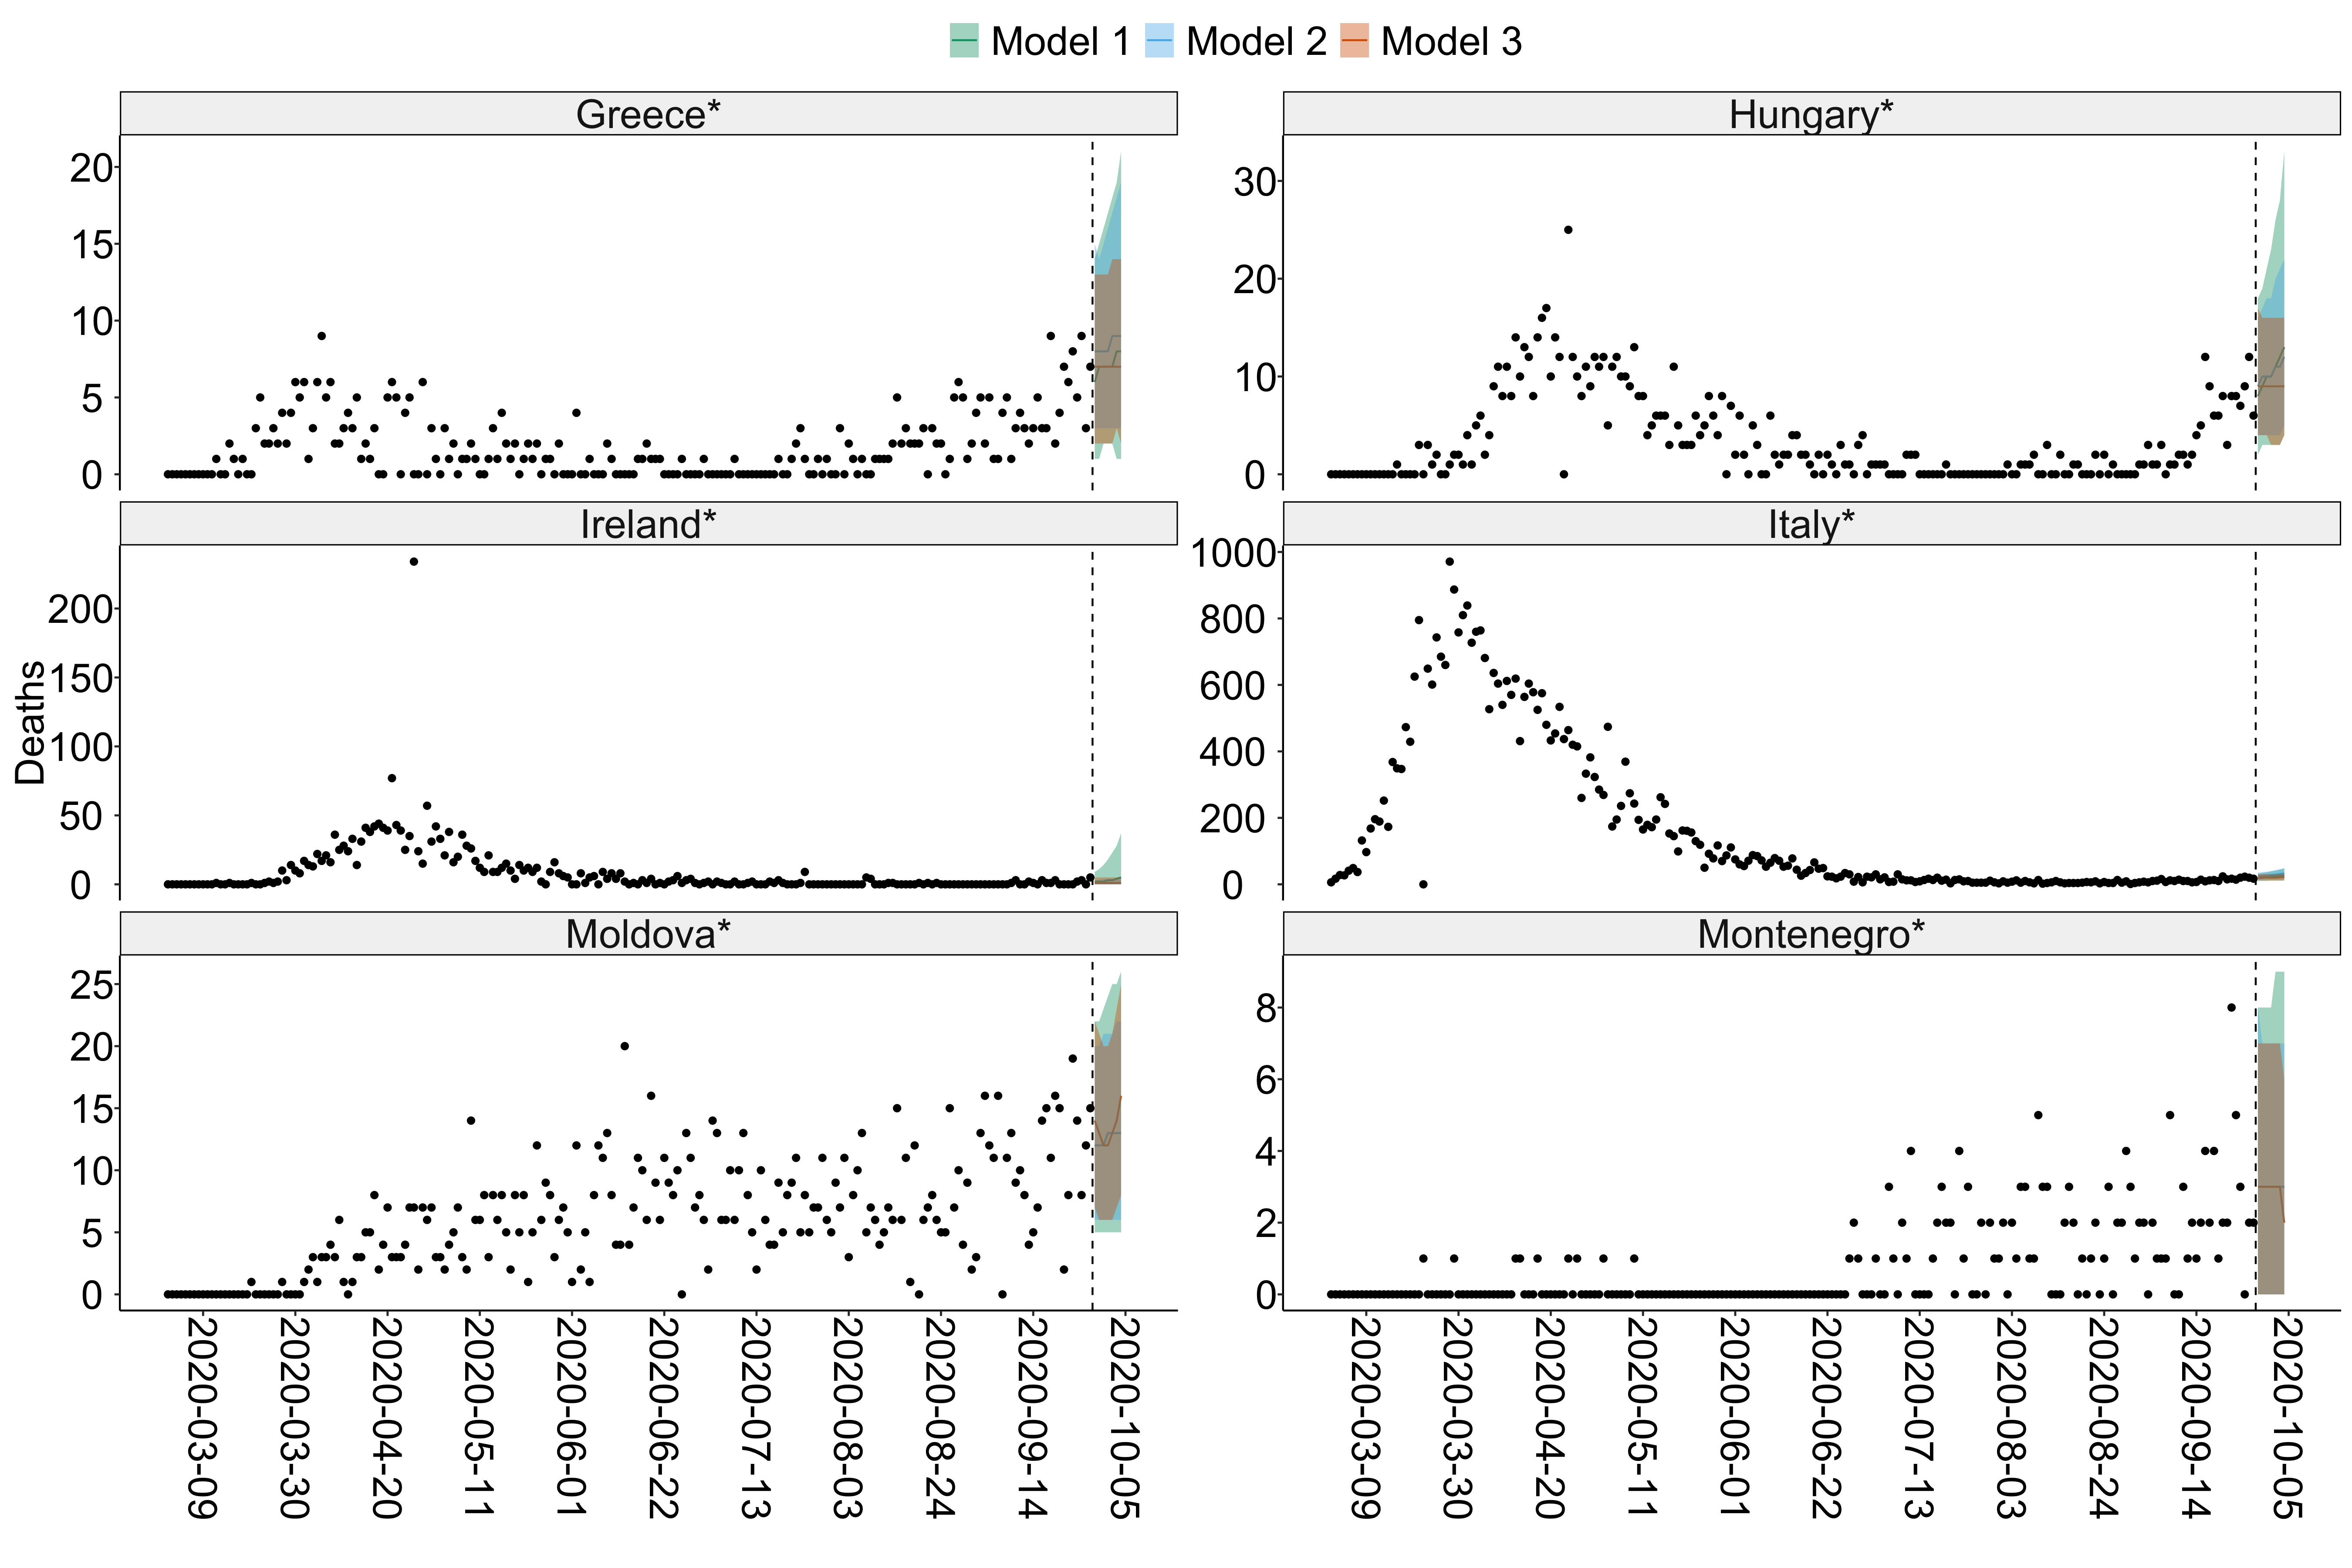 Model 1 Model 2 Model 3
Greece* Hungary*
20 15 10 5 0
30 20 10 0
Ireland* Italy*
Deaths
200 150 100 50 0
1000 800 600 400 200 0
Moldova* Montenegro*
25 20 15 10 5 0
8 6 4 2 0
2020-03-09 2020-03-30 2020-04-20 2020-05-11 2020-06-01 2020-06-22 2020-07-13 2020-08-03 2020-08-24 2020-09-14 2020-10-05
2020-03-09 2020-03-30 2020-04-20 2020-05-11 2020-06-01 2020-06-22 2020-07-13 2020-08-03 2020-08-24 2020-09-14 2020-10-05